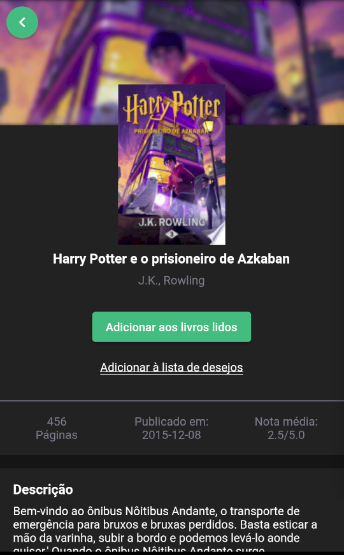 Harry Potter
PRISIONEIRO DE AZKABAN
J.K. ROWLING
3
Harry Potter e o prisioneiro de Azkaban
J.K., Rowling
Adicionar aos livros lidos
Adicionar à lista de desejos
456
Páginas
Publicado em:
2015-12-08
Nota média:
2.5/5.0
Descrição
Bem-vindo ao ônibus Nôitibus Andante, o transporte de
emergência para bruxos e bruxas perdidos. Basta esticar a
mão da varinha, subir a bordo e podemos levá-lo aonde
quiser.' Quando o ônibus Nôitibus Andante surge